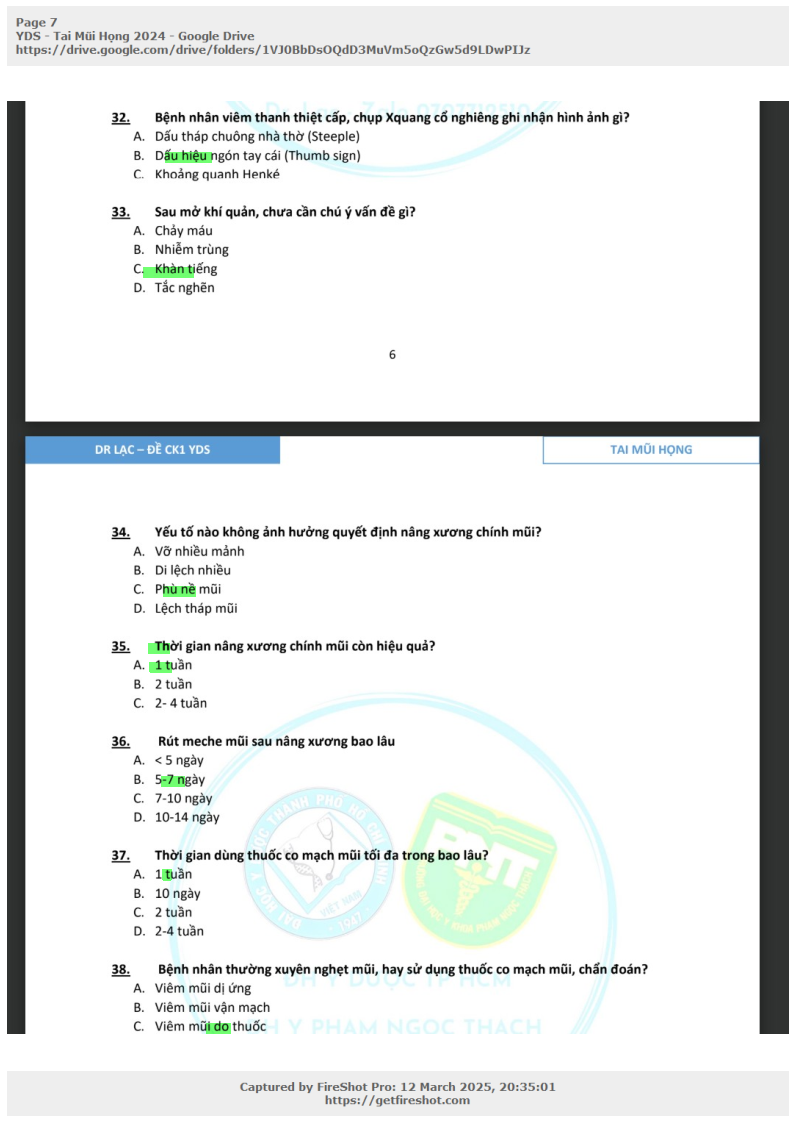 Page 7
YDS - Tai Mũi Họng 2024 - Google Drive
https://drive.google.com/drive/folders/1VJ0BbDsOQdD3MuVm5oQzGw5d9LDwPIJz
32. Bệnh nhân viêm thanh thiệt cấp, chụp Xquang cổ nghiêng ghi nhận hình ảnh gì?
A. Dấu tháp chuông nhà thờ (Steeple)
B. Dấu hiệu ngón tay cái (Thumb sign)
C. Khoảng quanh Henké
33. Sau mở khí quản, chưa cần chú ý vấn đề gì?
A. Chảy máu
B. Nhiễm trùng
C. Khàn tiếng
D. Tắc nghẽn
6
DR LẠC – ĐỀ CK1 YDS
TAI MŨI HỌNG
34. Yếu tố nào không ảnh hưởng quyết định nâng xương chính mũi?
A. Vỡ nhiều mảnh
B. Di lệch nhiều
C. Phù nề mũi
D. Lệch tháp mũi
35. Thời gian nâng xương chính mũi còn hiệu quả?
A. 1 tuần
B. 2 tuần
C. 2- 4 tuần
36. Rút meche mũi sau nâng xương bao lâu
A. < 5 ngày
B. 5-7 ngày
C. 7-10 ngày
D. 10-14 ngày
37. Thời gian dùng thuốc co mạch mũi tối đa trong bao lâu?
A. 1 tuần
B. 10 ngày
C. 2 tuần
D. 2-4 tuần
38. Bệnh nhân thường xuyên nghẹt mũi, hay sử dụng thuốc co mạch mũi, chẩn đoán?
A. Viêm mũi dị ứng
B. Viêm mũi vận mạch
C. Viêm mũi do thuốc
ĐH Y DƯỢC TP HCM
ĐH Y PHẠM NGỌC THẠCH
Captured by FireShot Pro: 12 March 2025, 20:35:01
https://getfireshot.com